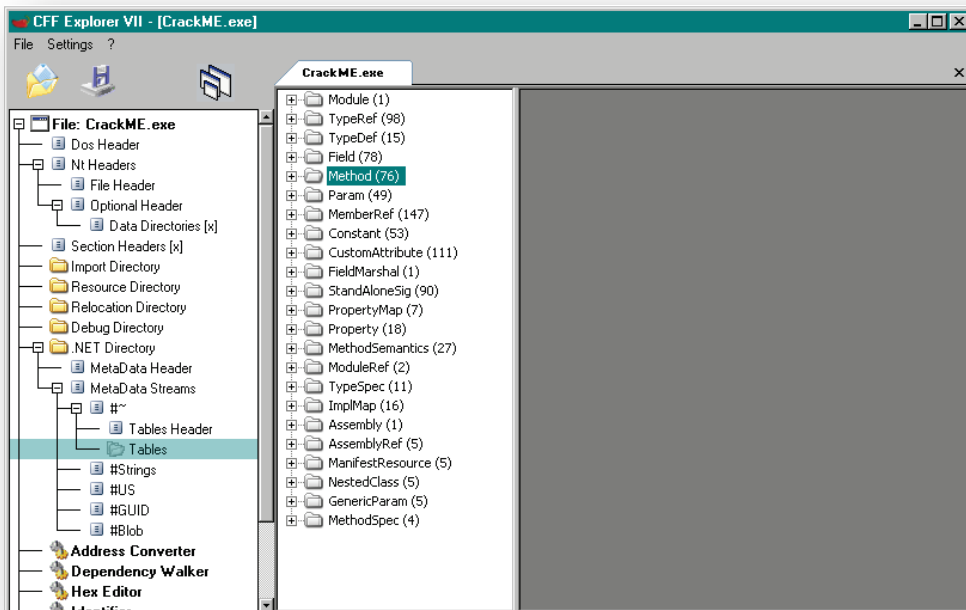 CFF Explorer VII - [CrackME.exe]
File Settings ?
CrackME.exe
File: CrackME.exe
Dos Header
Nt Headers
File Header
Optional Header
Data Directories [x]
Section Headers [x]
Import Directory
Resource Directory
Relocation Directory
Debug Directory
.NET Directory
MetaData Header
MetaData Streams
#~
Tables Header
Tables
#Strings
#US
#GUID
#Blob
Address Converter
Dependency Walker
Hex Editor
Identifier
Module (1)
TypeRef (98)
TypeDef (15)
Field (78)
Method (76)
Param (49)
MemberRef (147)
Constant (53)
CustomAttribute (111)
FieldMarshal (1)
StandAloneSig (90)
PropertyMap (7)
Property (18)
MethodSemantics (27)
ModuleRef (2)
TypeSpec (11)
ImplMap (16)
Assembly (1)
AssemblyRef (5)
ManifestResource (5)
NestedClass (5)
GenericParam (5)
MethodSpec (4)